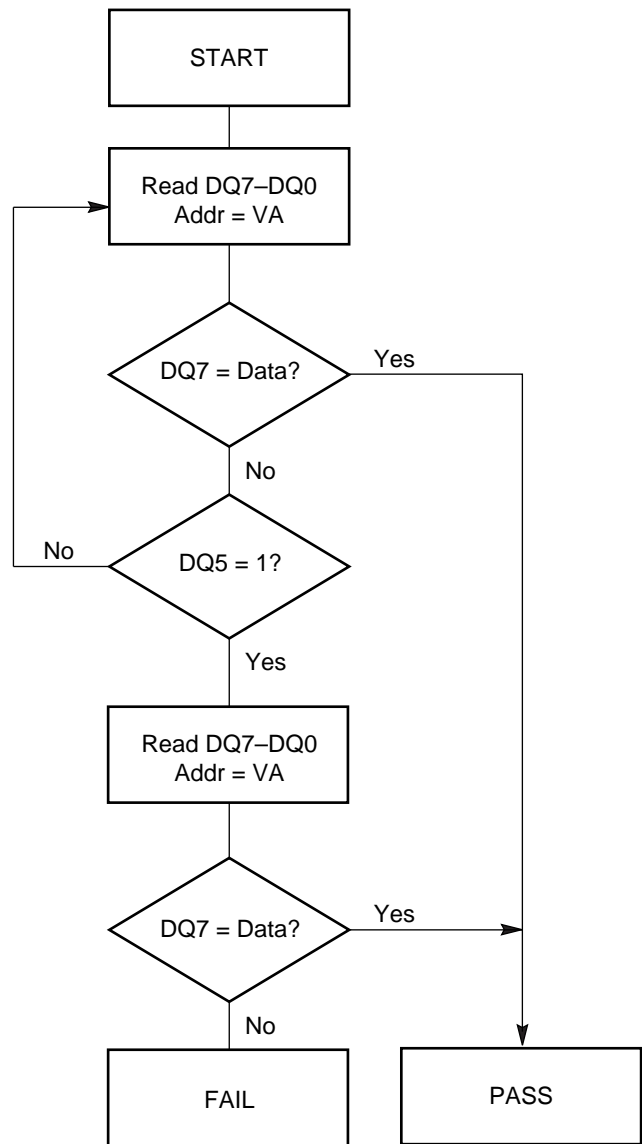 START
Read DQ7–DQ0
Addr = VA
DQ7 = Data?
Yes
No
No
DQ5 = 1?
Yes
Read DQ7–DQ0
Addr = VA
DQ7 = Data?
Yes
No
FAIL
PASS